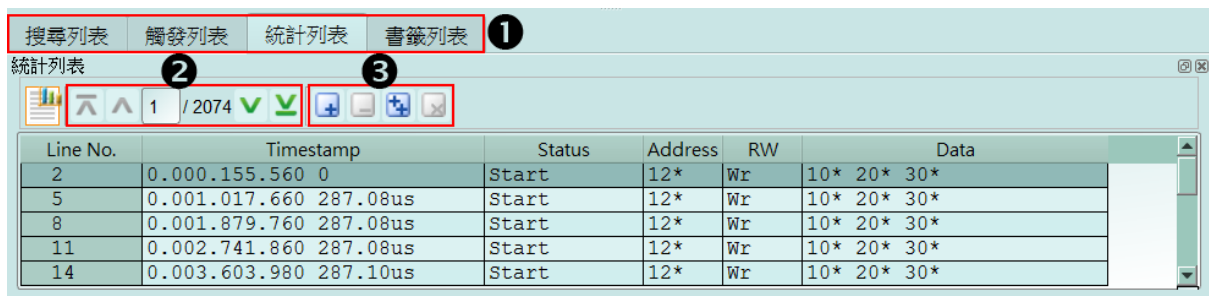 搜尋列表 觸發列表 統計列表 書籤列表 1
統計列表 2 3
1 / 2074
Line No. Timestamp Status Address RW Data
2 0.000.155.560 0 Start 12* Wr 10* 20* 30*
5 0.001.017.660 287.08us Start 12* Wr 10* 20* 30*
8 0.001.879.760 287.08us Start 12* Wr 10* 20* 30*
11 0.002.741.860 287.08us Start 12* Wr 10* 20* 30*
14 0.003.603.980 287.10us Start 12* Wr 10* 20* 30*